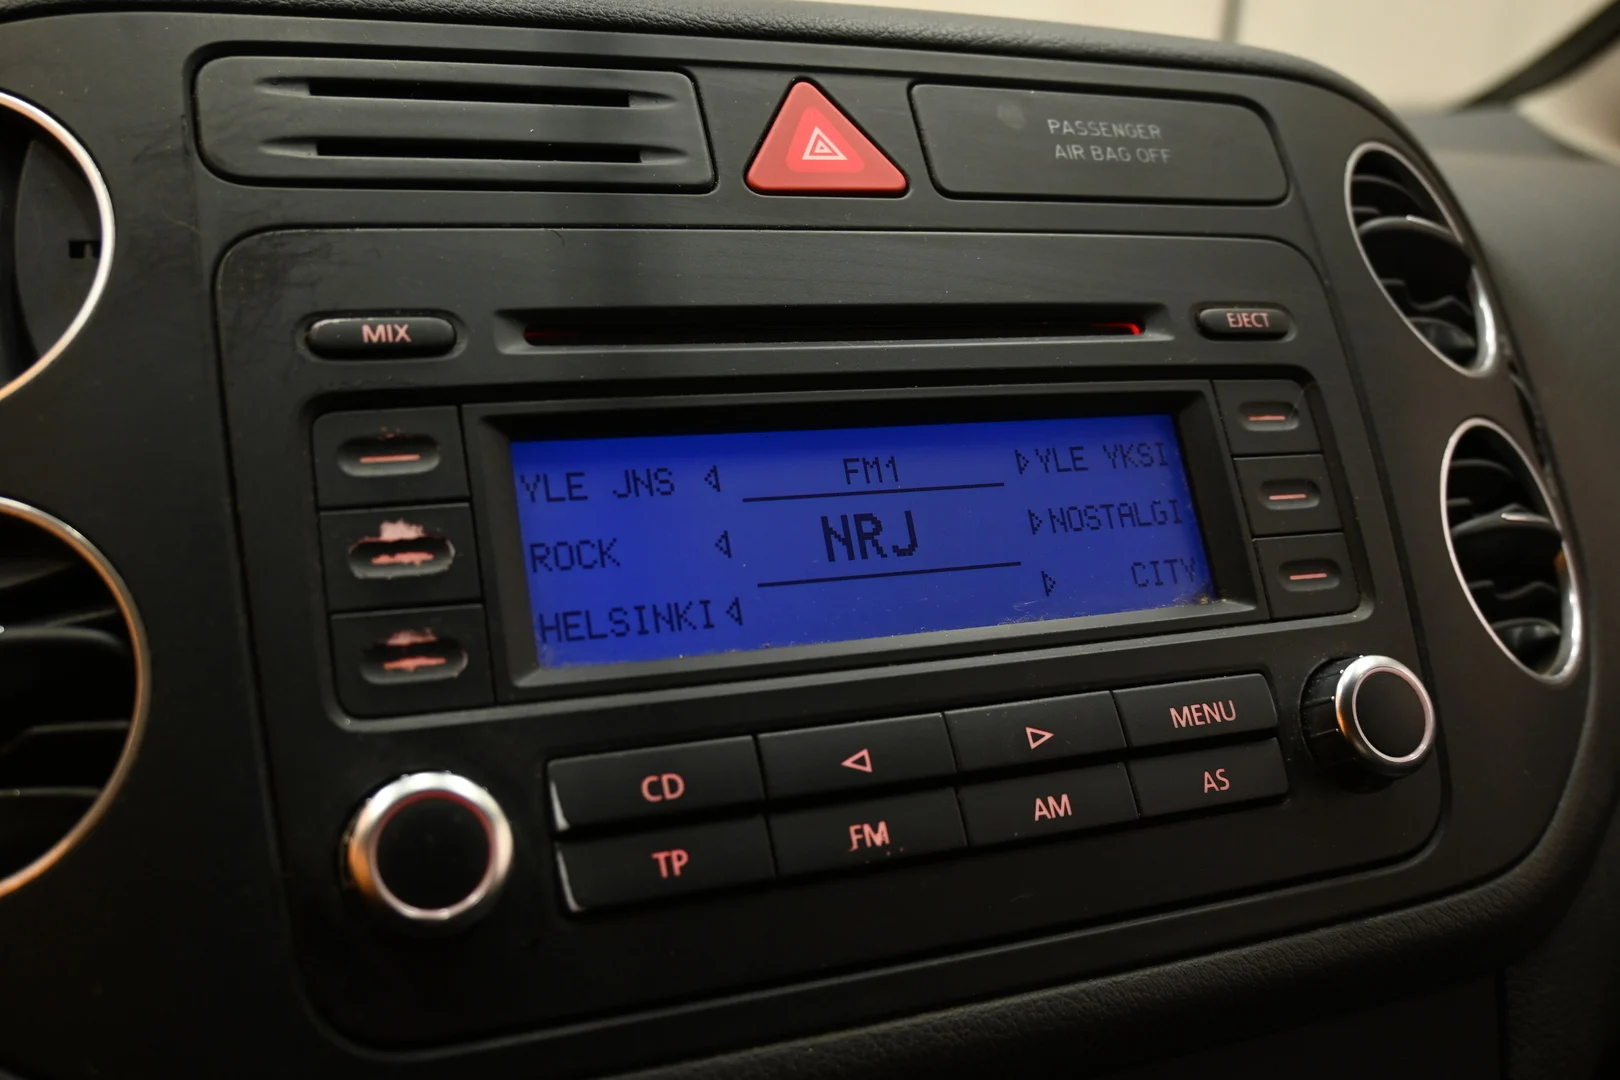 PASSENGER
AIR BAG OFF
MIX
EJECT
YLE JNS
FM1
YLE YKSI
ROCK
NRJ
NOSTALGI
HELSINKI
CITY
CD
MENU
TP
FM
AM
AS